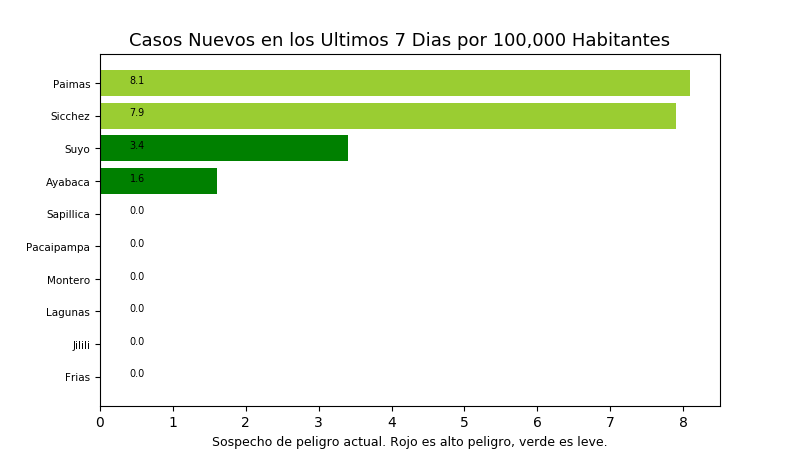 Casos Nuevos en los Ultimos 7 Dias por 100,000 Habitantes
Paimas 8.1
Sicchez 7.9
Suyo 3.4
Ayabaca 1.6
Sapillica 0.0
Pacaipampa 0.0
Montero 0.0
Lagunas 0.0
Jilili 0.0
Frias 0.0
0 1 2 3 4 5 6 7 8
Sospecho de peligro actual. Rojo es alto peligro, verde es leve.